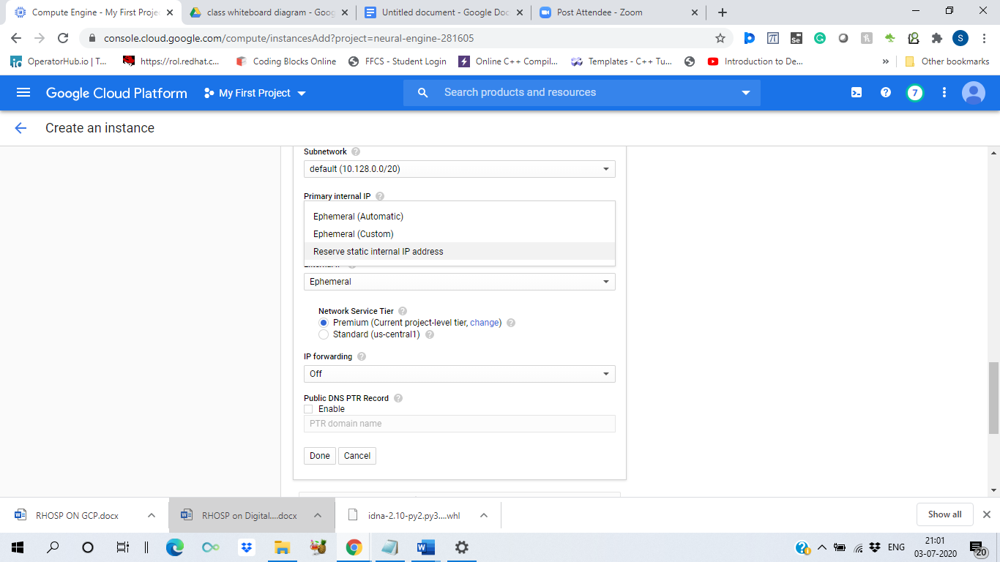 Compute Engine - My First Proje
class whiteboard diagram - Goog
Untitled document - Google Doc
Post Attendee - Zoom
console.cloud.google.com/compute/instancesAdd?project=neural-engine-281605
Se
G
S
OperatorHub.io | T...
https://rol.redhat.c...
Coding Blocks Online
FFCS - Student Login
Online C++ Compil...
Templates - C++ Tu...
Introduction to De...
»
Other bookmarks
Google Cloud Platform
My First Project
Search products and resources
7
Create an instance
Subnetwork
default (10.128.0.0/20)
Primary internal IP
Ephemeral (Automatic)
Ephemeral (Custom)
Reserve static internal IP address
Ephemeral
Network Service Tier
Premium (Current project-level tier, change)
Standard (us-central1)
IP forwarding
Off
Public DNS PTR Record
Enable
PTR domain name
Done
Cancel
RHOSP ON GCP.docx
RHOSP on Digital....docx
idna-2.10-py2.py3....whl
Show all
ENG
21:01
03-07-2020
20